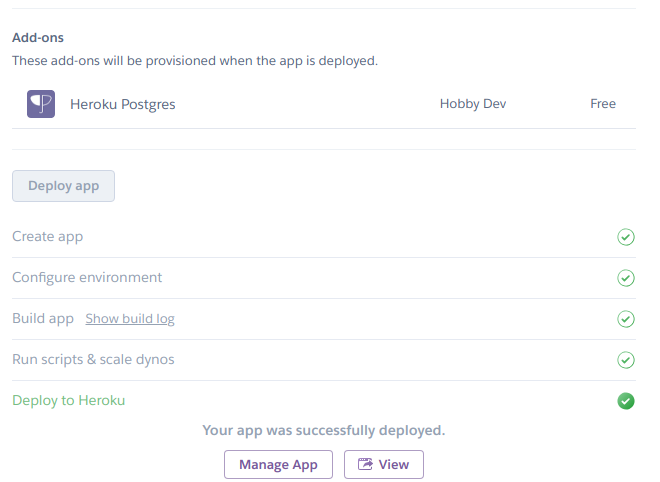 Add-ons
These add-ons will be provisioned when the app is deployed.
Heroku Postgres Hobby Dev Free
Deploy app
Create app
Configure environment
Build app Show build log
Run scripts & scale dynos
Deploy to Heroku
Your app was successfully deployed.
Manage App View